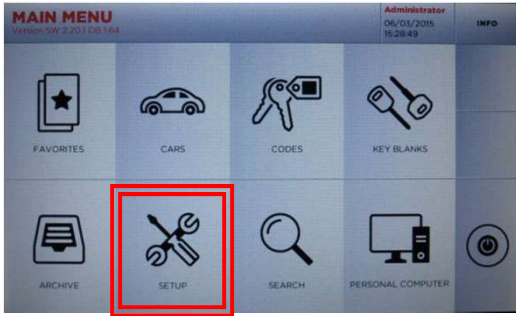 MAIN MENU
Version SW 2.20.1 DB 1.64
Administrator
06/03/2015
15:28:49
INFO
FAVORITES
CARS
CODES
KEY BLANKS
ARCHIVE
SETUP
SEARCH
PERSONAL COMPUTER